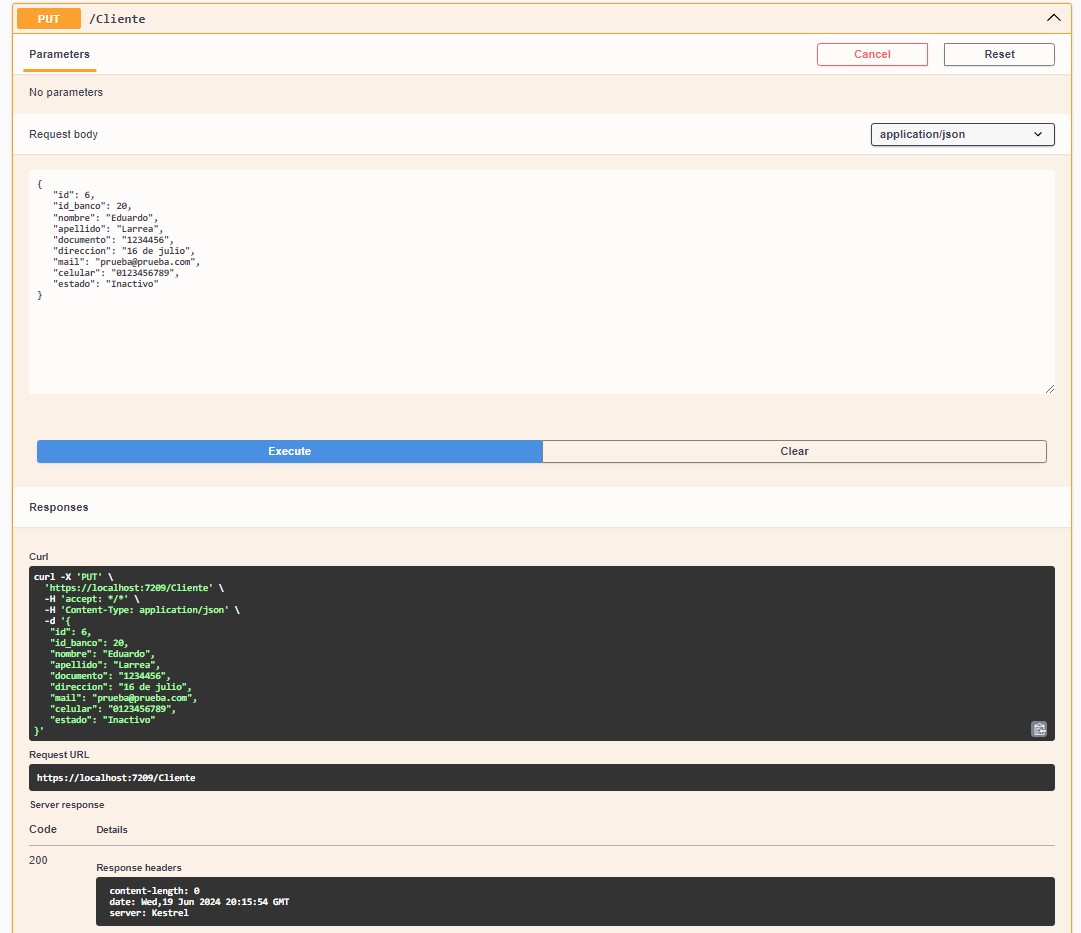 PUT /Cliente
Parameters
Cancel
Reset
No parameters
Request body
application/json
{
"id": 6,
"id_banco": 20,
"nombre": "Eduardo",
"apellido": "Larrea",
"documento": "1234456",
"direccion": "16 de julio",
"mail": "prueba@prueba.com",
"celular": "0123456789",
"estado": "Inactivo"
}
Execute
Clear
Responses
Curl
curl -X 'PUT' \
'https://localhost:7209/Cliente' \
-H 'accept: */*' \
-H 'Content-Type: application/json' \
-d '{
"id": 6,
"id_banco": 20,
"nombre": "Eduardo",
"apellido": "Larrea",
"documento": "1234456",
"direccion": "16 de julio",
"mail": "prueba@prueba.com",
"celular": "0123456789",
"estado": "Inactivo"
}'
Request URL
https://localhost:7209/Cliente
Server response
Code Details
200
Response headers
content-length: 0
date: Wed,19 Jun 2024 20:15:54 GMT
server: Kestrel